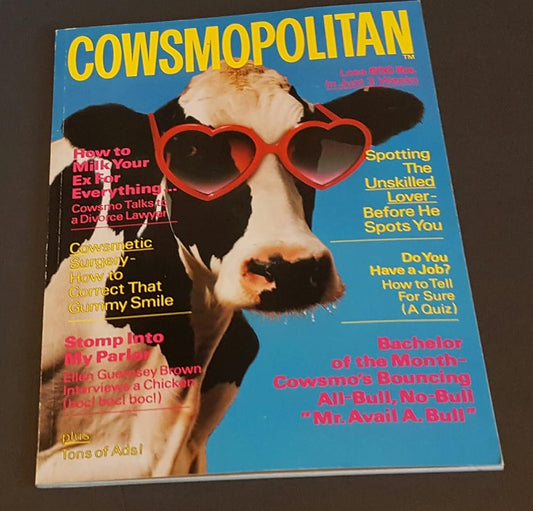 COWSMOPOLITAN
TM
Lose 800 lbs.
In Just 3 Weeks
How to
Milk Your
Ex For
Everything...
Cowsmo Talks to
a Divorce Lawyer
Cowsmetic
Surgery-
How to
Correct That
Gummy Smile
Stomp Into
My Parlor
Ellen Guernsey Brown
Interviews a Chicken
(boc! boc! boc!)
plus
Tons of Ads!
Spotting
The
Unskilled
Lover-
Before He
Spots You
Do You
Have a Job?
How to Tell
For Sure
(A Quiz)
Bachelor
of the Month-
Cowsmo's Bouncing
All-Bull, No-Bull
"Mr. Avail A. Bull"